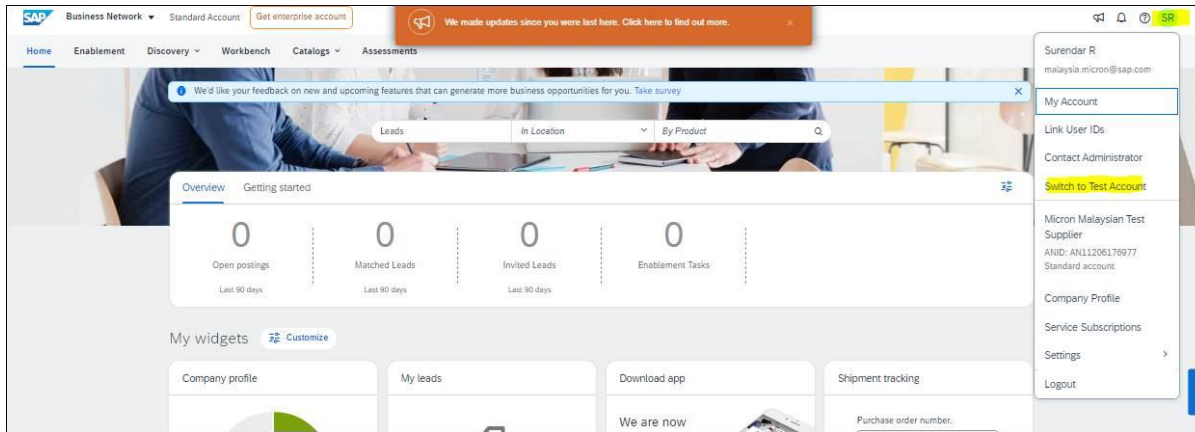 SAP Business Network Standard Account Get enterprise account
We made updates since you were last here. Click here to find out more.
SR
Home Enablement Discovery Workbench Catalogs Assessments
We'd like your feedback on new and upcoming features that can generate more business opportunities for you. Take survey
Leads In Location By Product
Overview Getting started
0 0 0 0
Open postings Matched Leads Invited Leads Enablement Tasks
Last 90 days Last 90 days Last 90 days
My widgets Customize
Company profile My leads Download app Shipment tracking
We are now
Purchase order number.
Surendar R
malaysia.micron@sap.com
My Account
Link User IDs
Contact Administrator
Switch to Test Account
Micron Malaysian Test
Supplier
ANID: AN11206176977
Standard account
Company Profile
Service Subscriptions
Settings
Logout